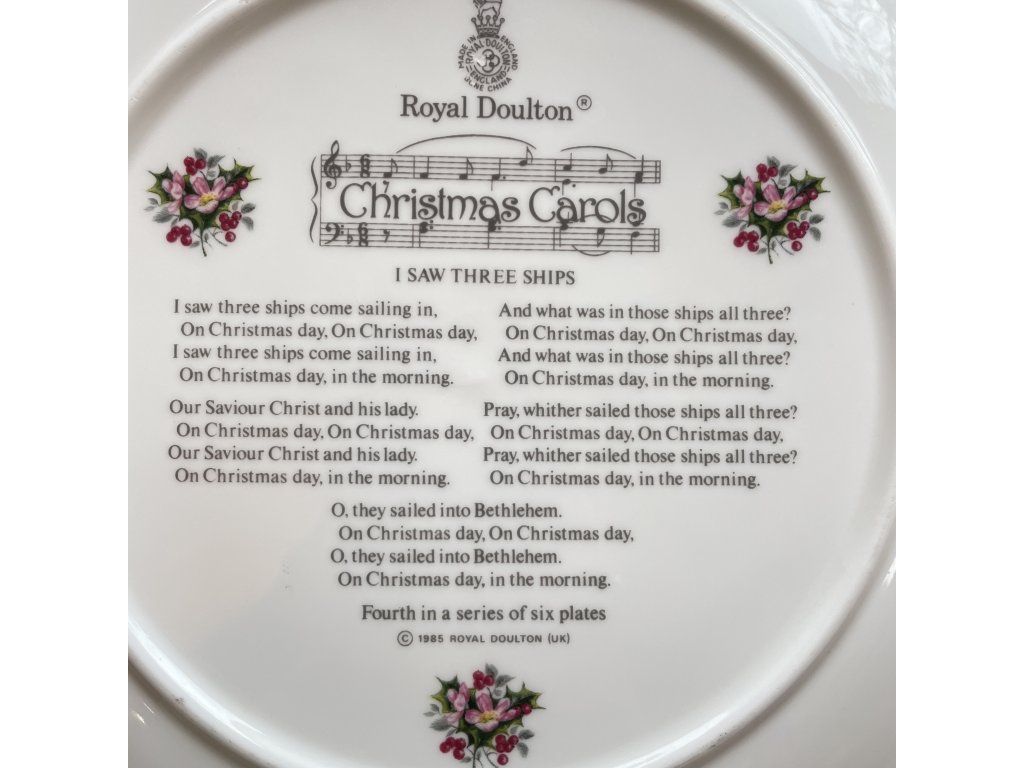 MADE IN ENGLAND
ROYAL DOULTON
ENGLAND
BONE CHINA
Royal Doulton®
Christmas Carols
I SAW THREE SHIPS
I saw three ships come sailing in,
On Christmas day, On Christmas day,
I saw three ships come sailing in,
On Christmas day, in the morning.
And what was in those ships all three?
On Christmas day, On Christmas day,
And what was in those ships all three?
On Christmas day, in the morning.
Our Saviour Christ and his lady.
On Christmas day, On Christmas day,
Our Saviour Christ and his lady.
On Christmas day, in the morning.
Pray, whither sailed those ships all three?
On Christmas day, On Christmas day,
Pray, whither sailed those ships all three?
On Christmas day, in the morning.
O, they sailed into Bethlehem.
On Christmas day, On Christmas day,
O, they sailed into Bethlehem.
On Christmas day, in the morning.
Fourth in a series of six plates
© 1985 ROYAL DOULTON (UK)